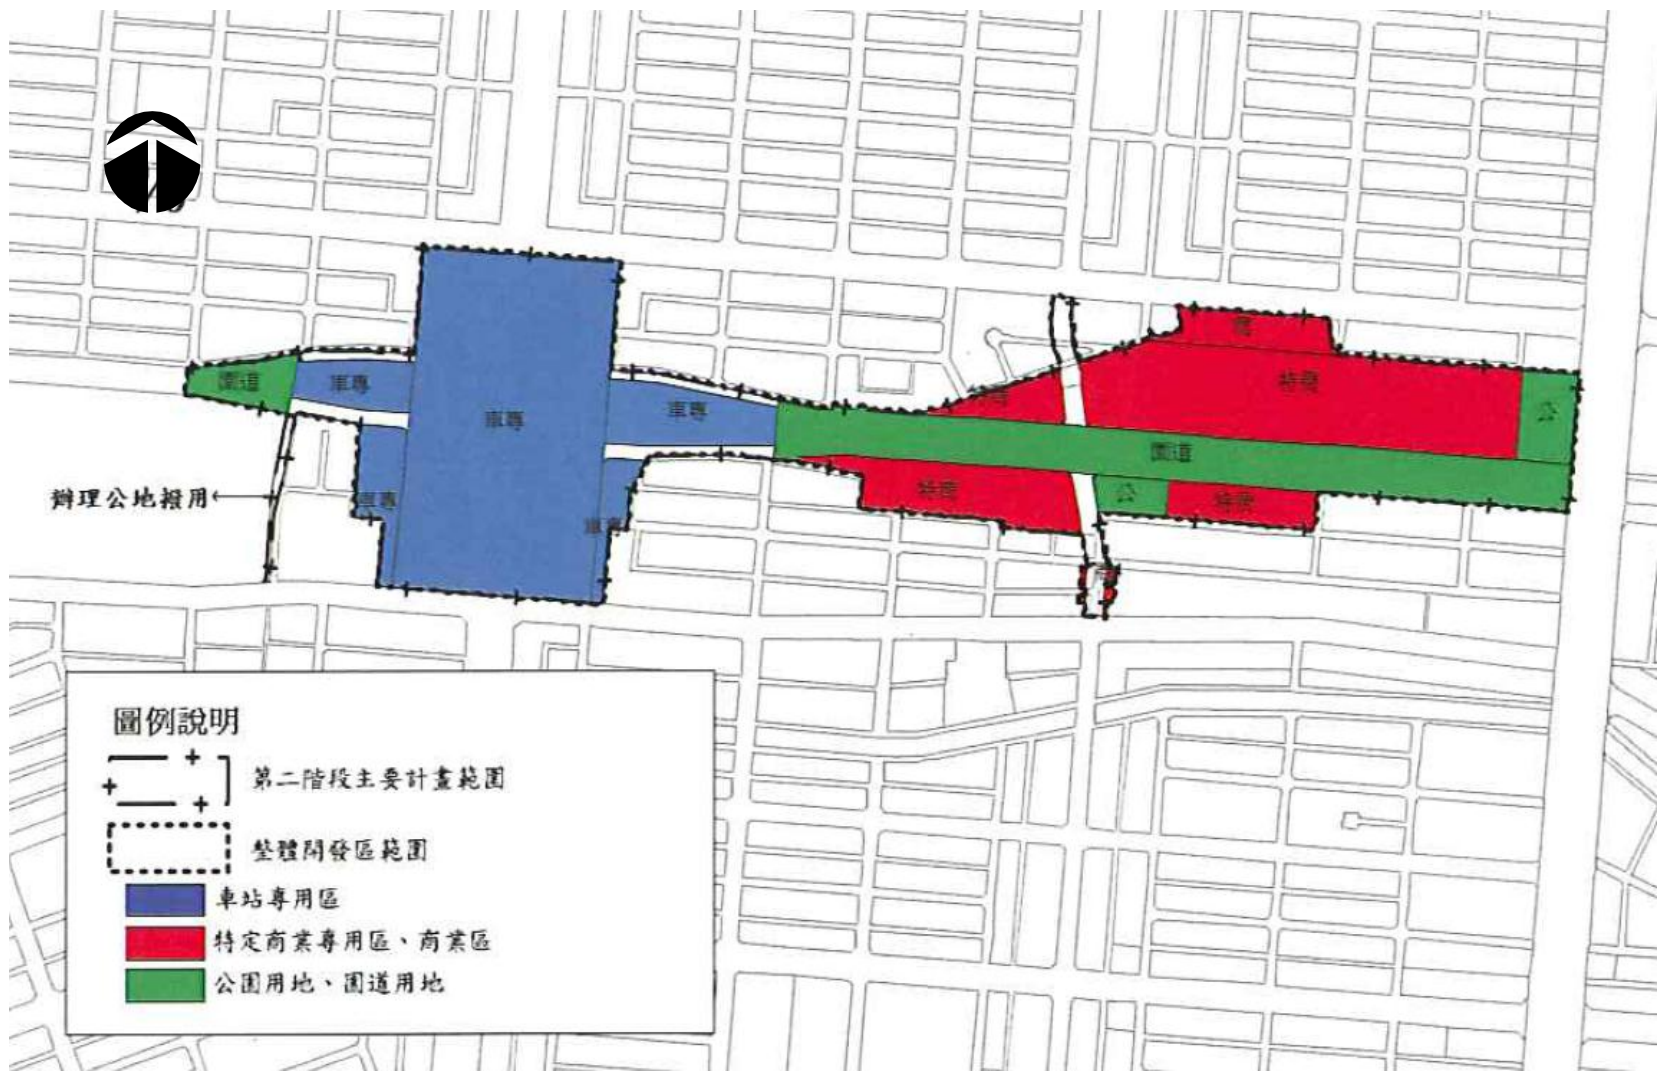 商
園道
車專
車專
車專
特商
特商
公
園道
車專
車專
特商
公
特商
辦理公地撥用
圖例說明
第二階段主要計畫範圍
整體開發區範圍
車站專用區
特定商業專用區、商業區
公園用地、園道用地